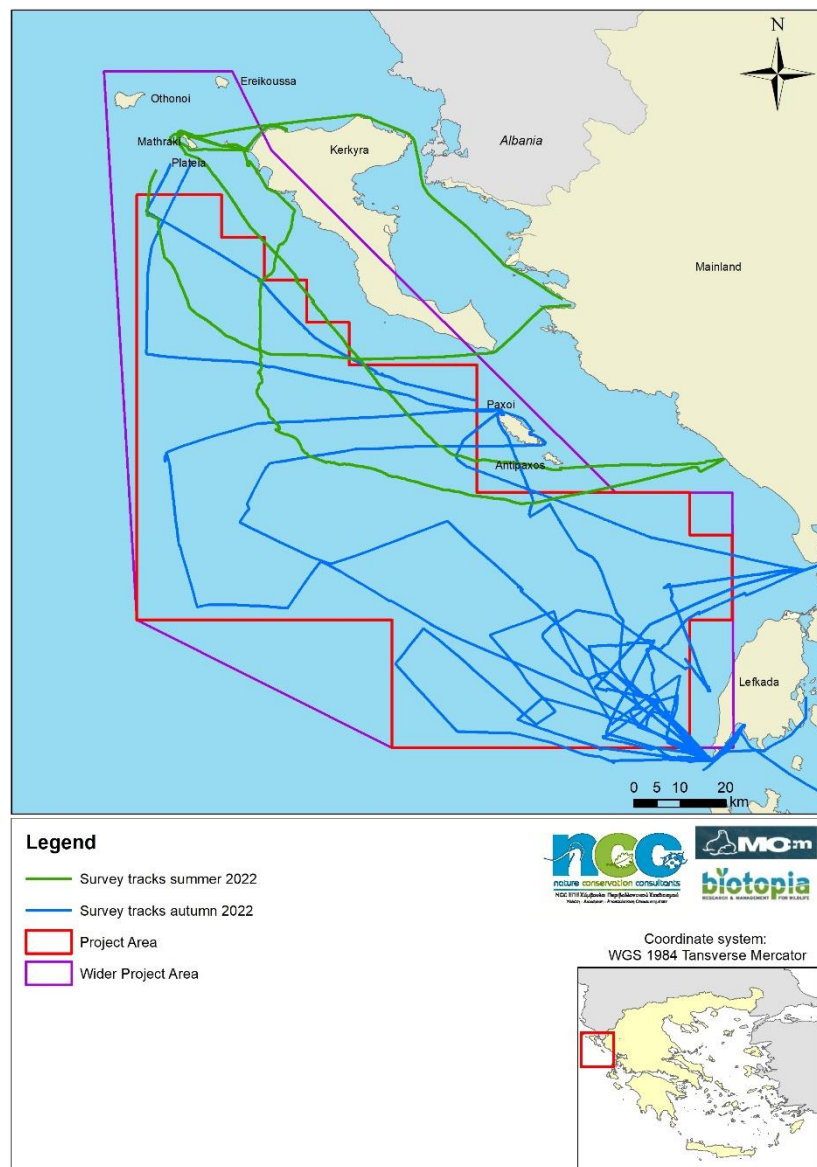 N
Ereikoussa
Othonoi
Albania
Mathraki
Kerkyra
Plateia
Mainland
Paxoi
Antipaxos
Lefkada
0 5 10 20
km
Legend
Survey tracks summer 2022
Survey tracks autumn 2022
Project Area
Wider Project Area
ncc
nature conservation consultants
MOm
biotopia
RESEARCH & MANAGEMENT FOR WILDLIFE
Coordinate system:
WGS 1984 Tansverse Mercator